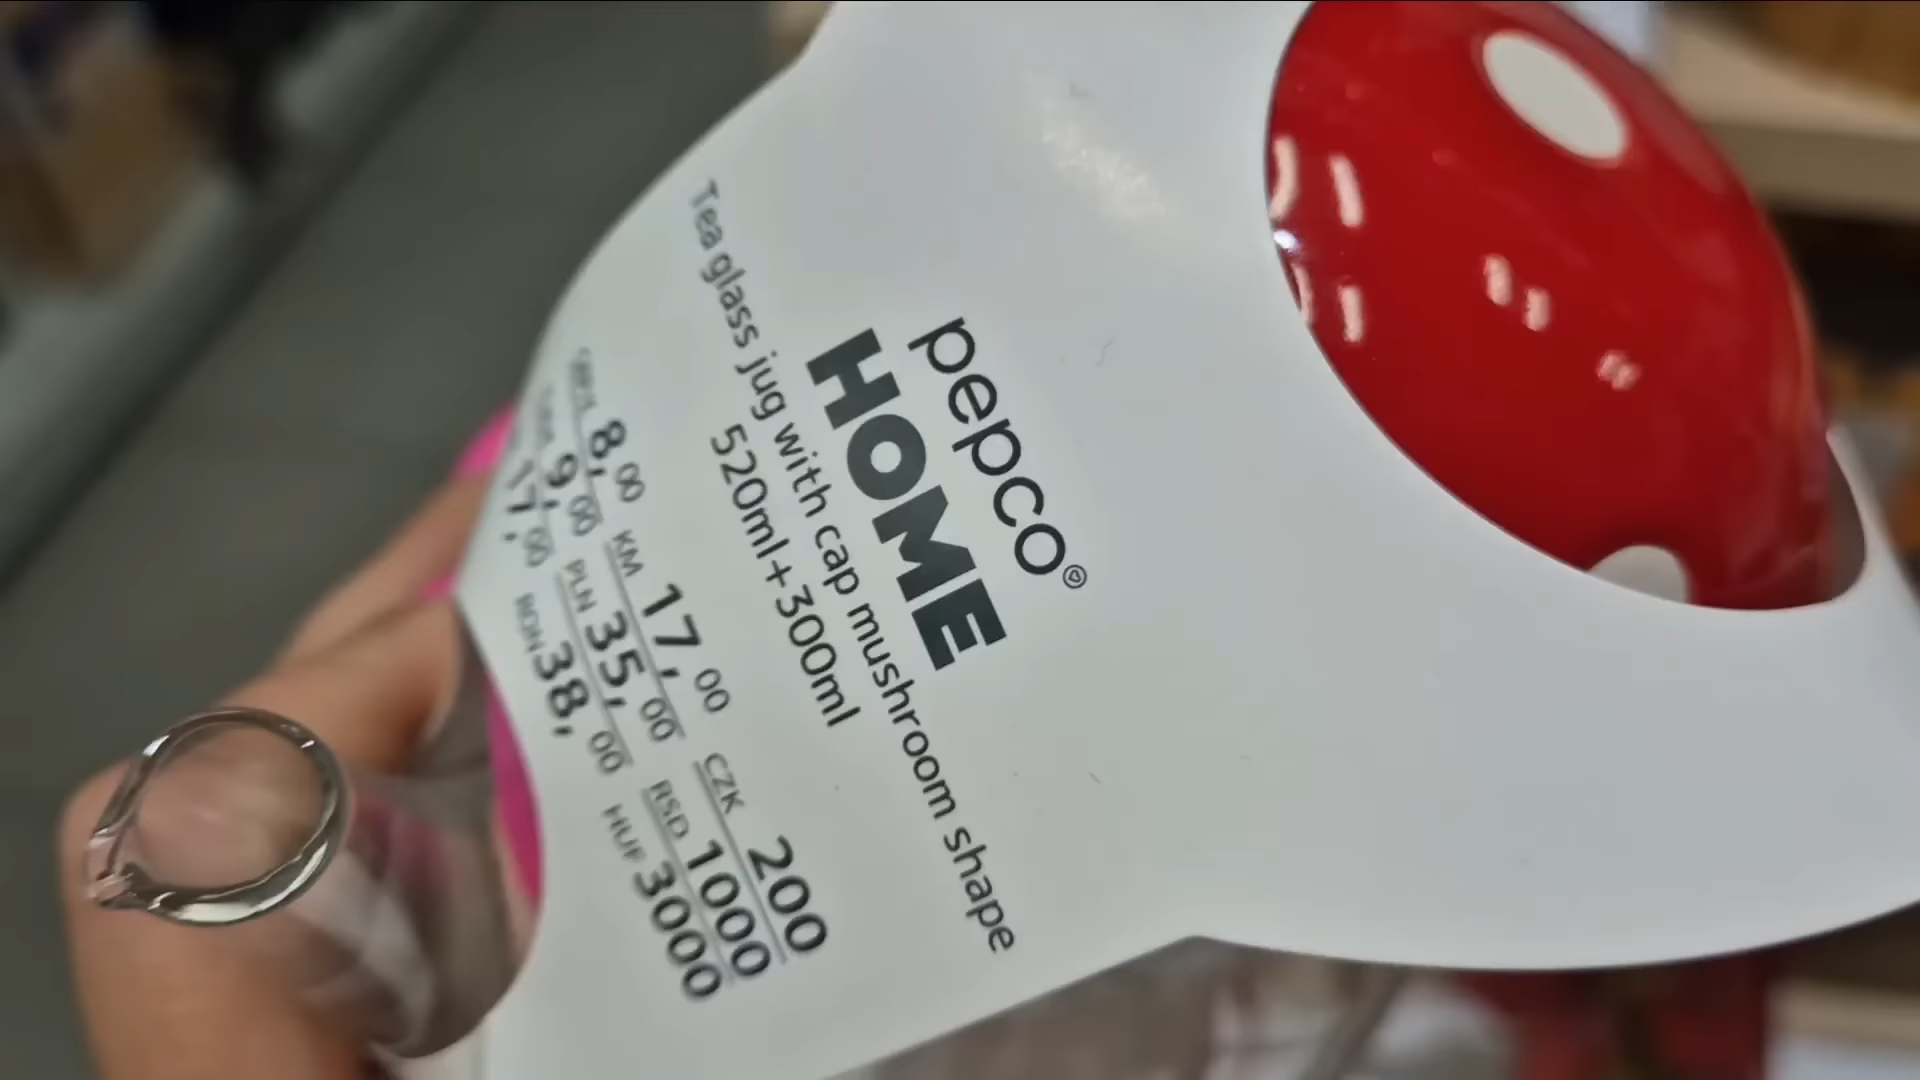 pepco
HOME
Tea glass jug with cap mushroom shape
520ml+300ml
8,00 KM 17,00 CZK 200
9,00 PLN 35,00 RSD 1000
17,00 RON 38,00 HUF 3000